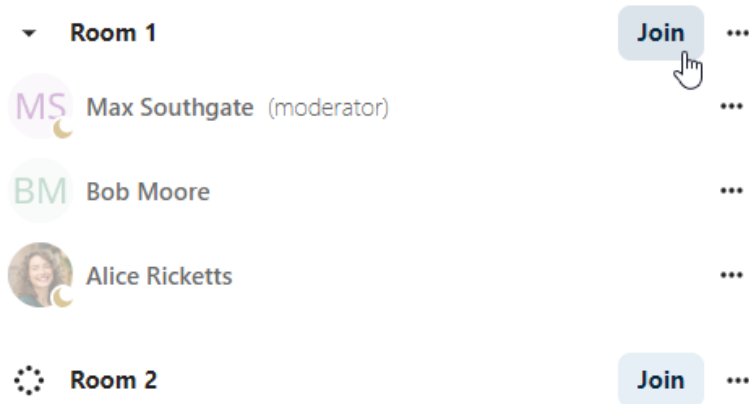 Room 1 Join
MS Max Southgate (moderator)
BM Bob Moore
Alice Ricketts
Room 2 Join